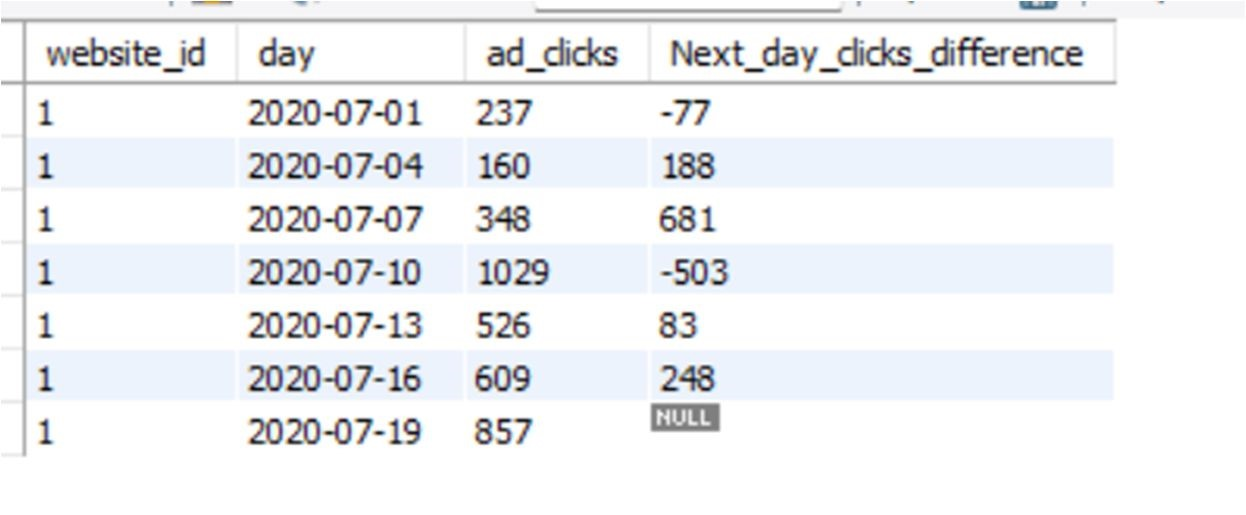 website_id day ad_clicks Next_day_clicks_difference
1 2020-07-01 237 -77
1 2020-07-04 160 188
1 2020-07-07 348 681
1 2020-07-10 1029 -503
1 2020-07-13 526 83
1 2020-07-16 609 248
1 2020-07-19 857 NULL